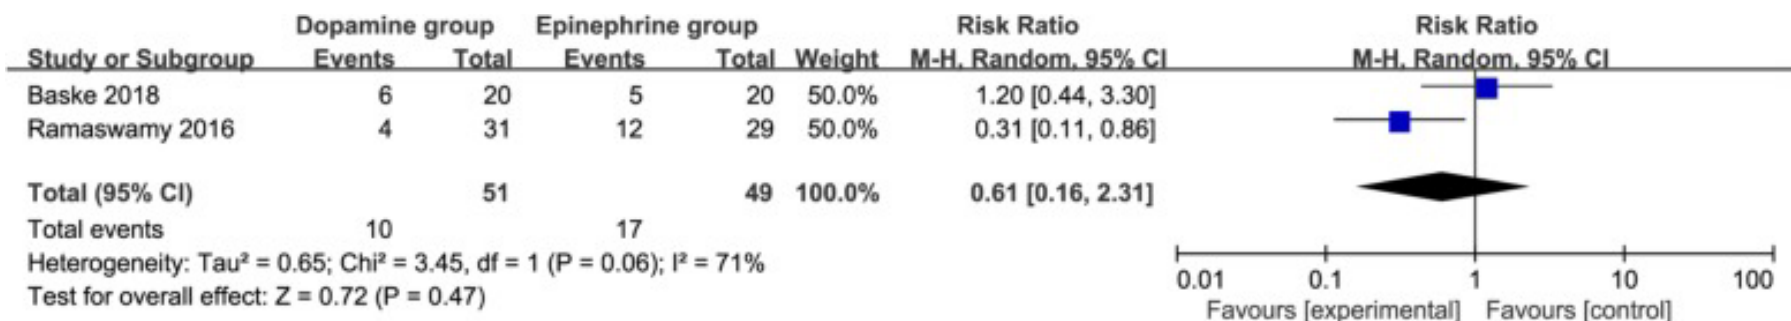 Dopamine group Epinephrine group Risk Ratio Risk Ratio
Study or Subgroup Events Total Events Total Weight M-H, Random, 95% CI M-H, Random, 95% CI
Baske 2018 6 20 5 20 50.0% 1.20 [0.44, 3.30]
Ramaswamy 2016 4 31 12 29 50.0% 0.31 [0.11, 0.86]
Total (95% CI) 51 49 100.0% 0.61 [0.16, 2.31]
Total events 10 17
Heterogeneity: Tau² = 0.65; Chi² = 3.45, df = 1 (P = 0.06); I² = 71%
Test for overall effect: Z = 0.72 (P = 0.47)
0.01 0.1 1 10 100
Favours [experimental] Favours [control]